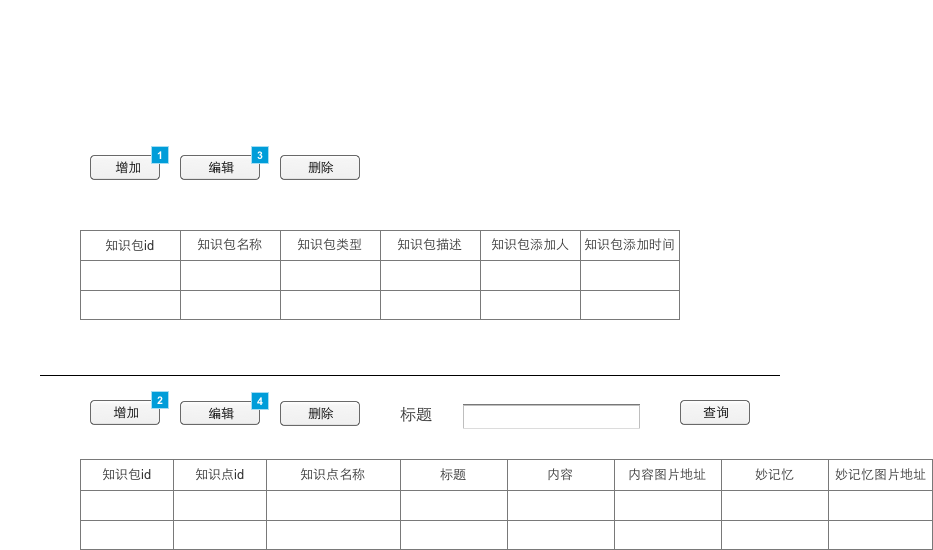 增加 1 编辑 3 删除
知识包id 知识包名称 知识包类型 知识包描述 知识包添加人 知识包添加时间
增加 2 编辑 4 删除 标题 查询
知识包id 知识点id 知识点名称 标题 内容 内容图片地址 妙记忆 妙记忆图片地址